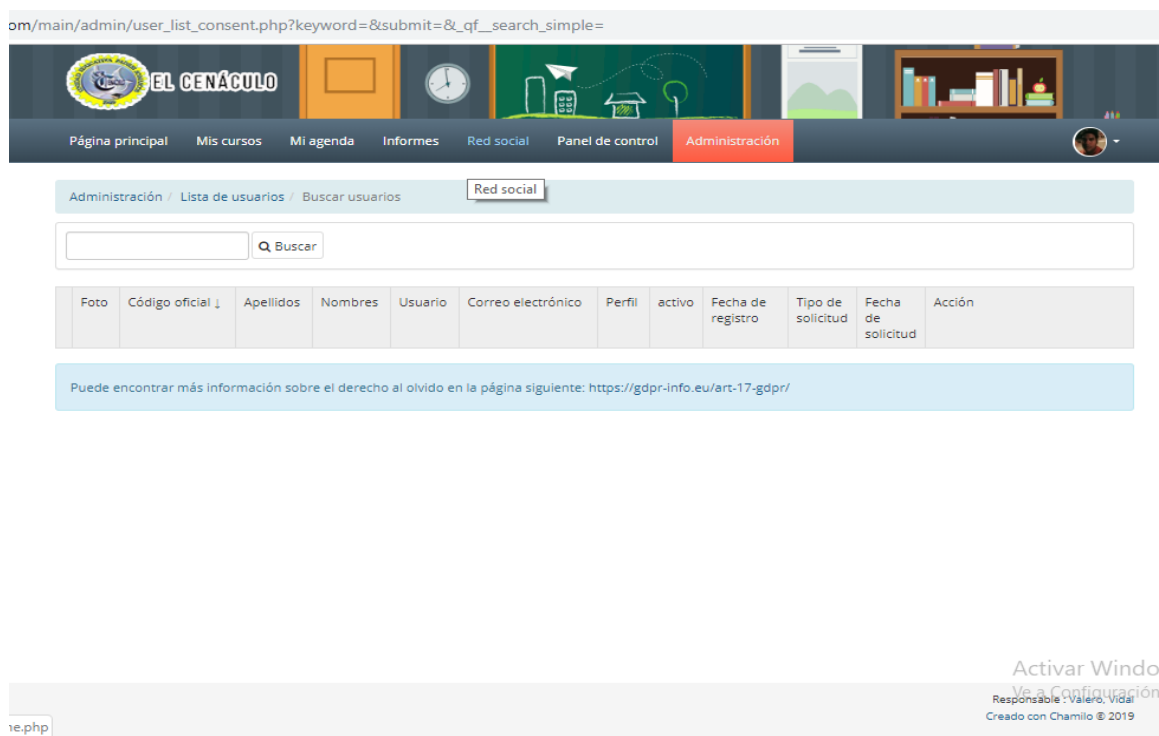 om/main/admin/user_list_consent.php?keyword=&submit=&_qf__search_simple=
EL CENÁCULO
Página principal Mis cursos Mi agenda Informes Red social Panel de control Administración
Red social
Administración / Lista de usuarios / Buscar usuarios
Buscar
Foto Código oficial ↓ Apellidos Nombres Usuario Correo electrónico Perfil activo Fecha de registro Tipo de solicitud Fecha de solicitud Acción
Puede encontrar más información sobre el derecho al olvido en la página siguiente: https://gdpr-info.eu/art-17-gdpr/
Activar Windo
Ve a Configuración
Responsable : Valero, Vidal
Creado con Chamilo © 2019
ne.php